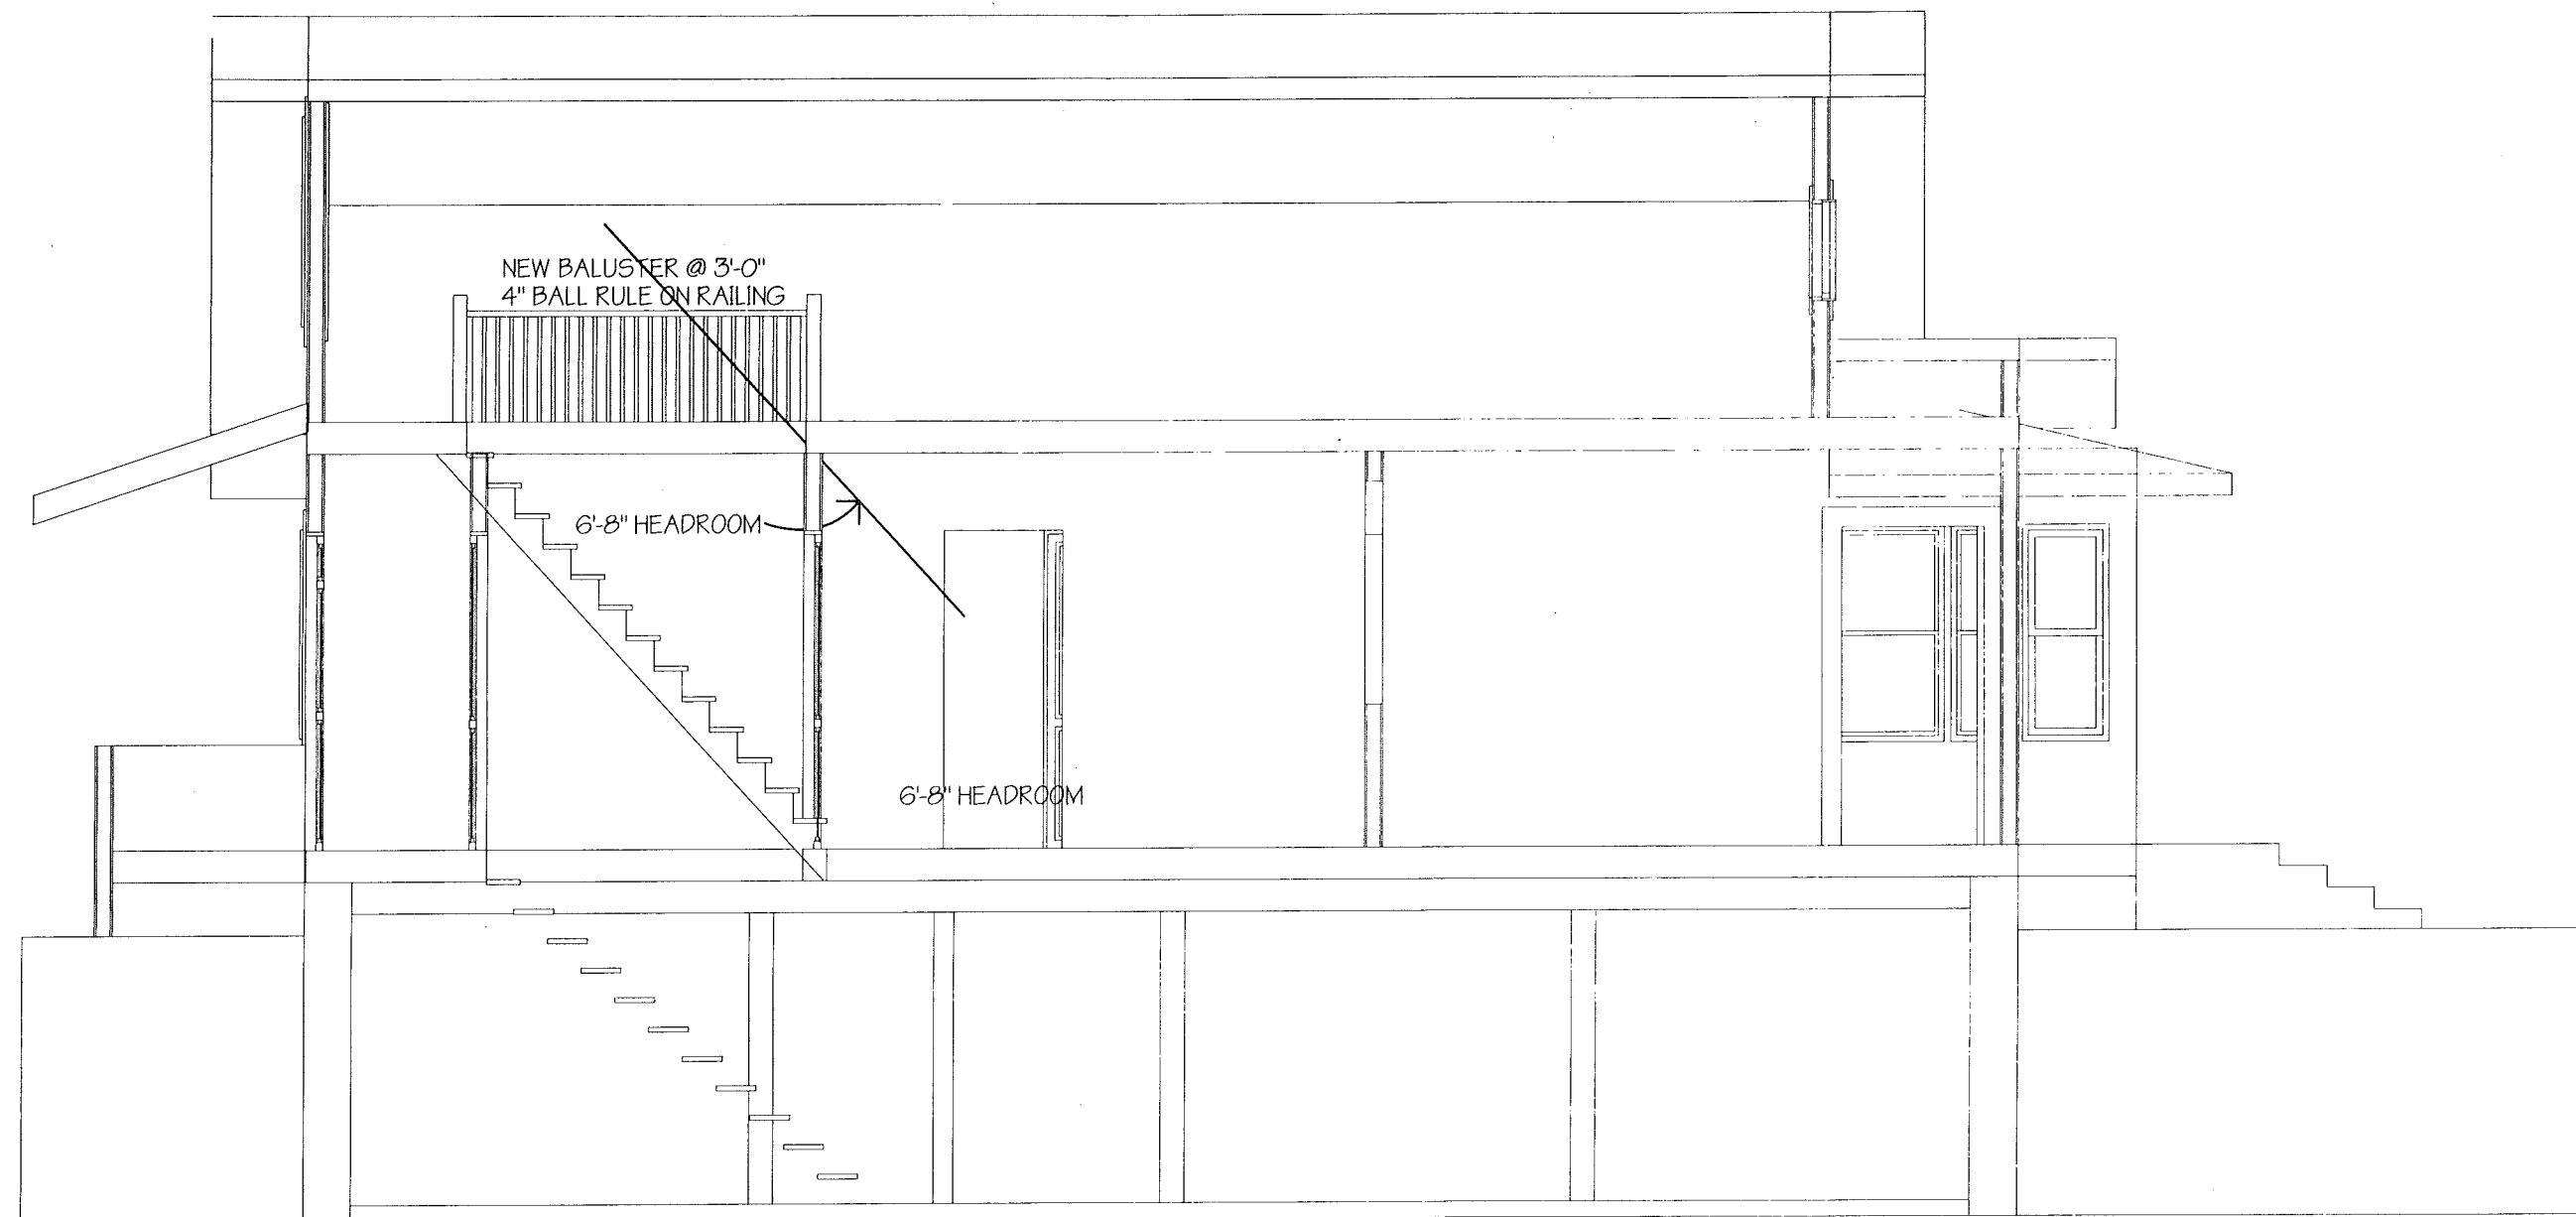 NEW BALUSTER @ 3'-0"
4" BALL RULE ON RAILING
6'-8" HEADROOM
6'-8" HEADROOM